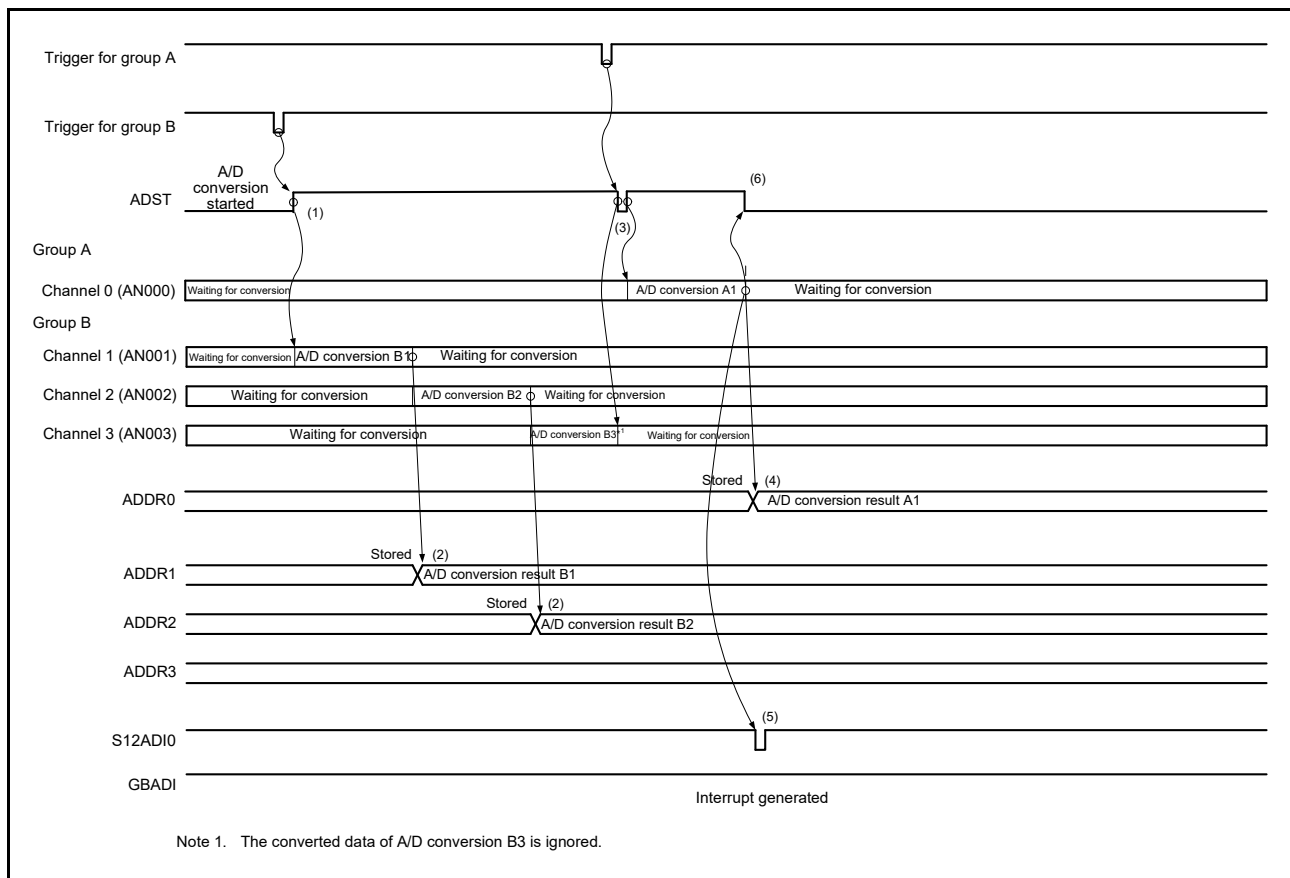 Trigger for group A
Trigger for group B
A/D
conversion
started
ADST
(1)
(3)
(6)
Group A
Channel 0 (AN000)
Waiting for conversion
A/D conversion A1
Waiting for conversion
Group B
Channel 1 (AN001)
Waiting for conversion
A/D conversion B1
Waiting for conversion
Channel 2 (AN002)
Waiting for conversion
A/D conversion B2
Waiting for conversion
Channel 3 (AN003)
Waiting for conversion
A/D conversion B3*1
Waiting for conversion
Stored
(4)
ADDR0
A/D conversion result A1
Stored
(2)
ADDR1
A/D conversion result B1
Stored
(2)
ADDR2
A/D conversion result B2
ADDR3
(5)
S12ADI0
GBADI
Interrupt generated
Note 1. The converted data of A/D conversion B3 is ignored.